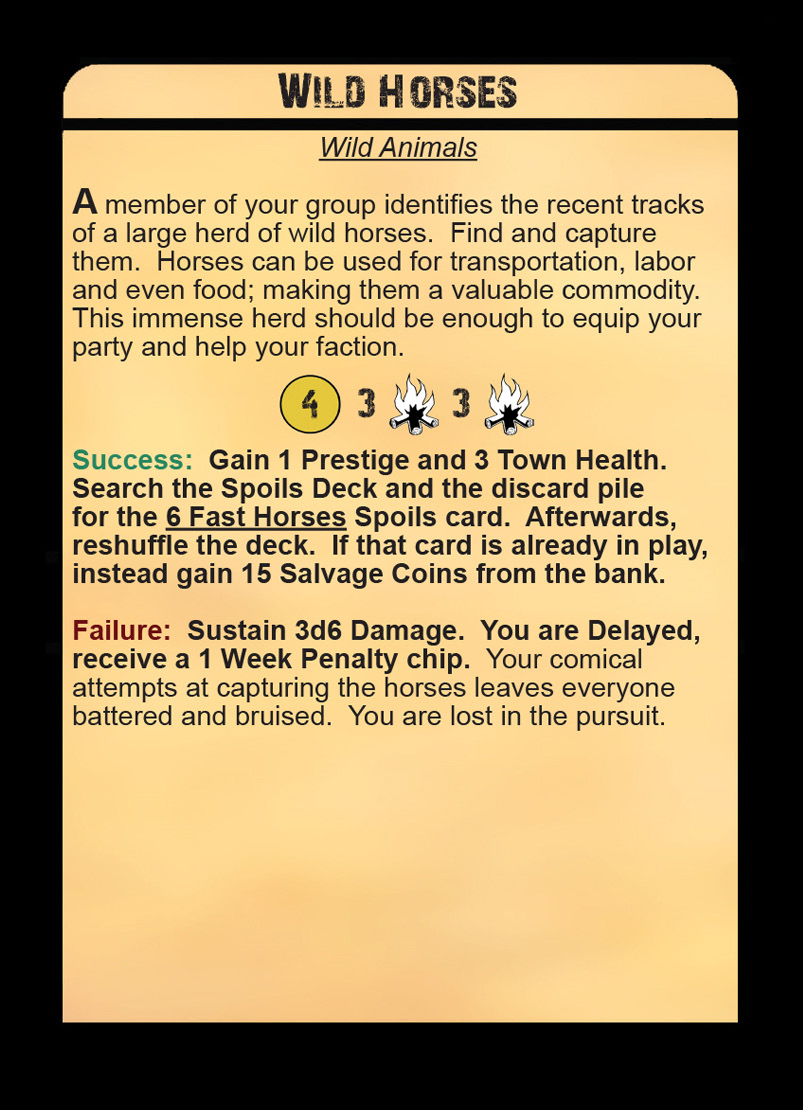 Wild Horses
Wild Animals
A member of your group identifies the recent tracks
of a large herd of wild horses.  Find and capture
them.  Horses can be used for transportation, labor
and even food; making them a valuable commodity.
This immense herd should be enough to equip your
party and help your faction.
4 3 3
Success:  Gain 1 Prestige and 3 Town Health.
Search the Spoils Deck and the discard pile
for the 6 Fast Horses Spoils card.  Afterwards,
reshuffle the deck.  If that card is already in play,
instead gain 15 Salvage Coins from the bank.
Failure:  Sustain 3d6 Damage.  You are Delayed,
receive a 1 Week Penalty chip.  Your comical
attempts at capturing the horses leaves everyone
battered and bruised.  You are lost in the pursuit.